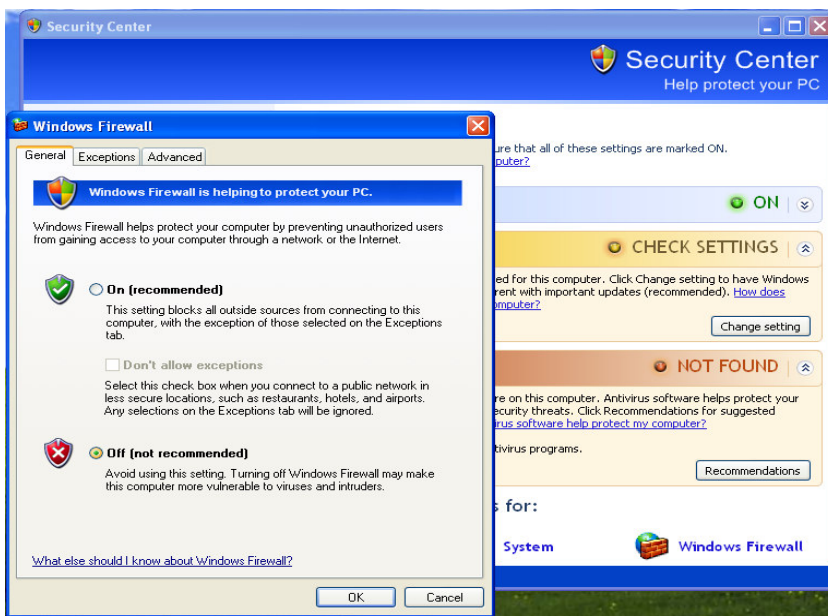 Security Center
Security Center
Help protect your PC
Windows Firewall
General Exceptions Advanced
Windows Firewall is helping to protect your PC.
Windows Firewall helps protect your computer by preventing unauthorized users
from gaining access to your computer through a network or the Internet.
On (recommended)
This setting blocks all outside sources from connecting to this
computer, with the exception of those selected on the Exceptions
tab.
Don't allow exceptions
Select this check box when you connect to a public network in
less secure locations, such as restaurants, hotels, and airports.
Any selections on the Exceptions tab will be ignored.
Off (not recommended)
Avoid using this setting. Turning off Windows Firewall may make
this computer more vulnerable to viruses and intruders.
What else should I know about Windows Firewall?
OK Cancel
ure that all of these settings are marked ON.
puter?
ON
CHECK SETTINGS
ed for this computer. Click Change setting to have Windows
rent with important updates (recommended). How does
omputer?
Change setting
NOT FOUND
re on this computer. Antivirus software helps protect your
ecurity threats. Click Recommendations for suggested
irus software help protect my computer?
tivirus programs.
Recommendations
s for:
System Windows Firewall